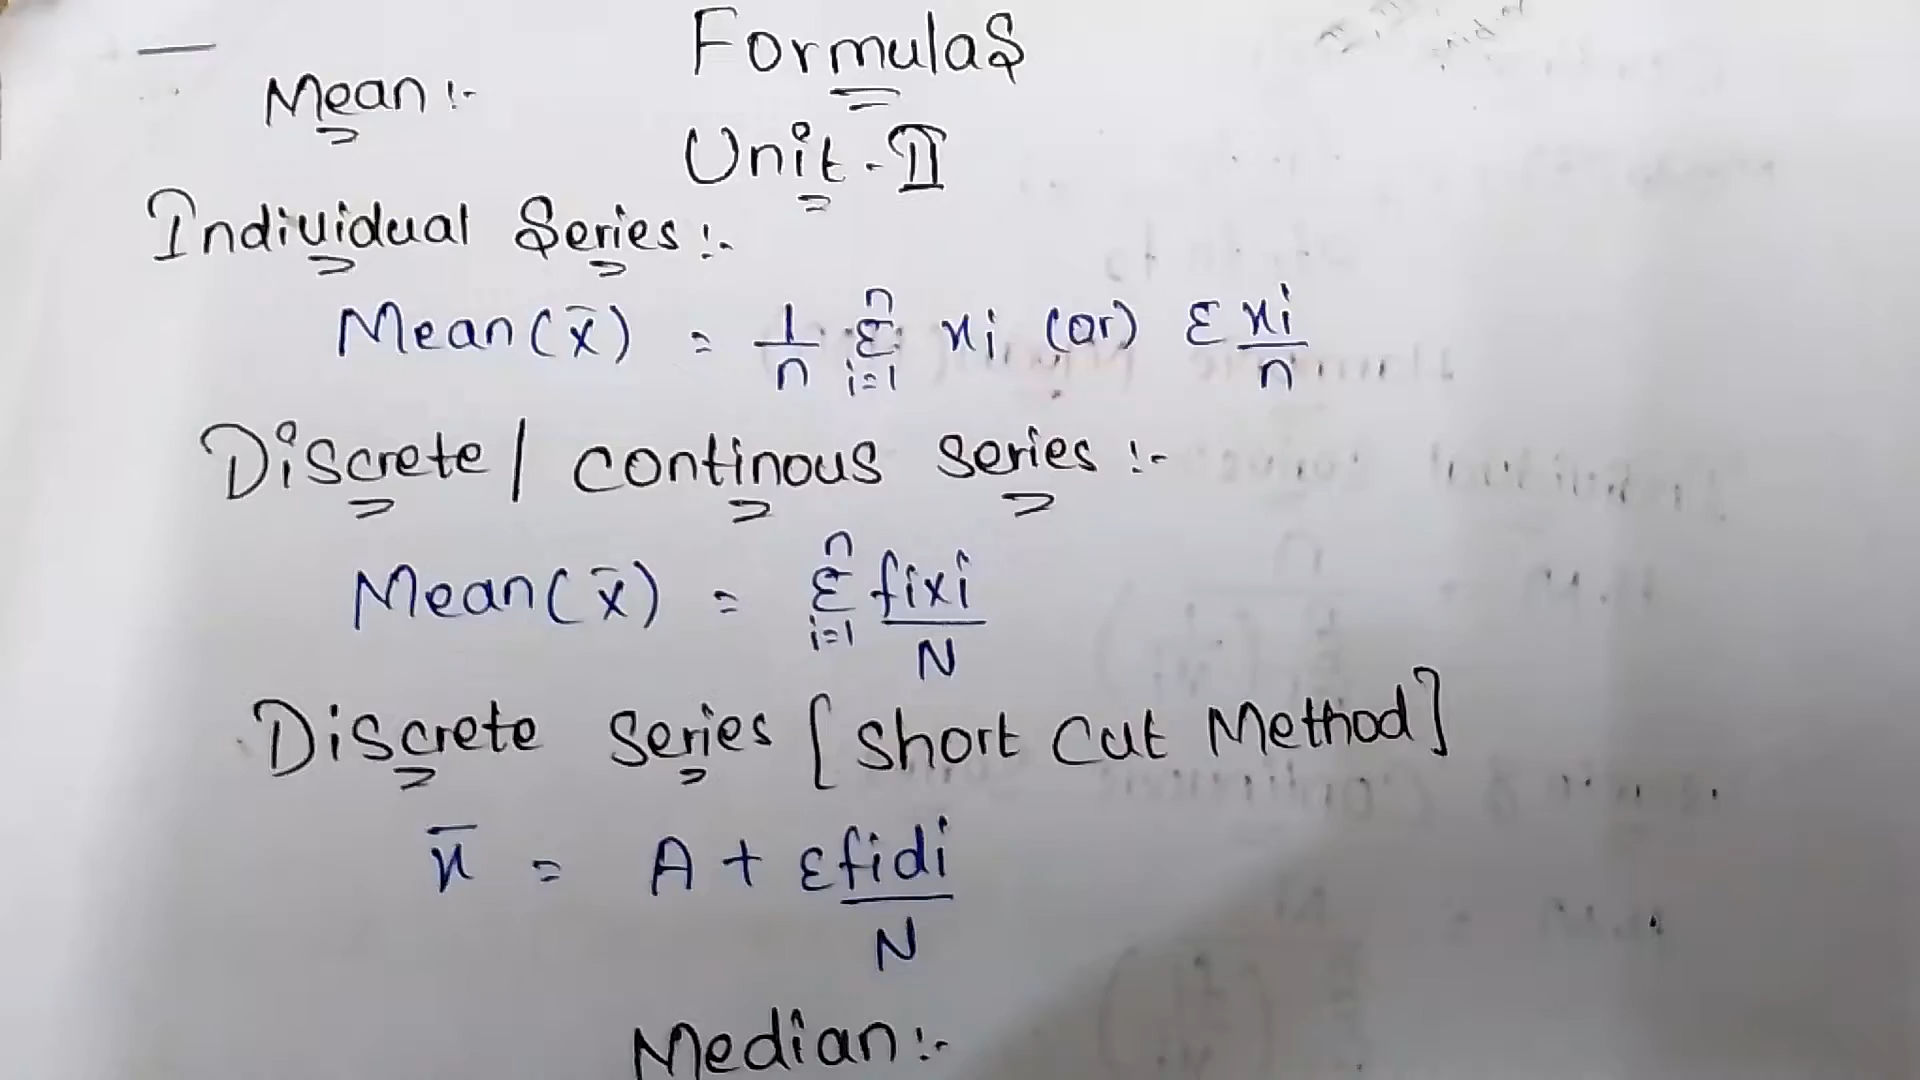 Formulas
Mean :-
Unit - II
Individual Series :-
Mean (x̄) = 1/n Σ_{i=1}^{n} xi (or) Σ xi/n
Discrete / continous series :-
Mean (x̄) = Σ_{i=1}^{n} fixi/N
Discrete series [short cut Method]
x̄ = A + Σfidi/N
Median :-